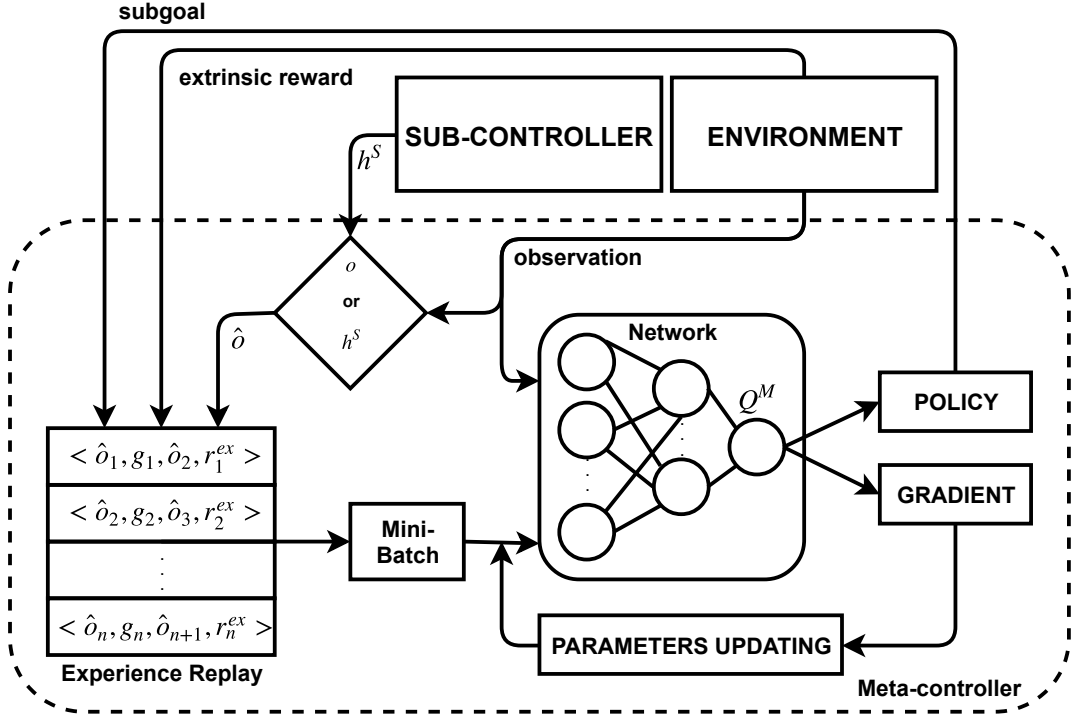 subgoal
extrinsic reward
SUB-CONTROLLER
ENVIRONMENT
h^S
observation
o
or
h^S
ô
Network
Q^M
POLICY
GRADIENT
< ô_1, g_1, ô_2, r_1^{ex} >
< ô_2, g_2, ô_3, r_2^{ex} >
< ô_n, g_n, ô_{n+1}, r_n^{ex} >
Experience Replay
Mini-
Batch
PARAMETERS UPDATING
Meta-controller